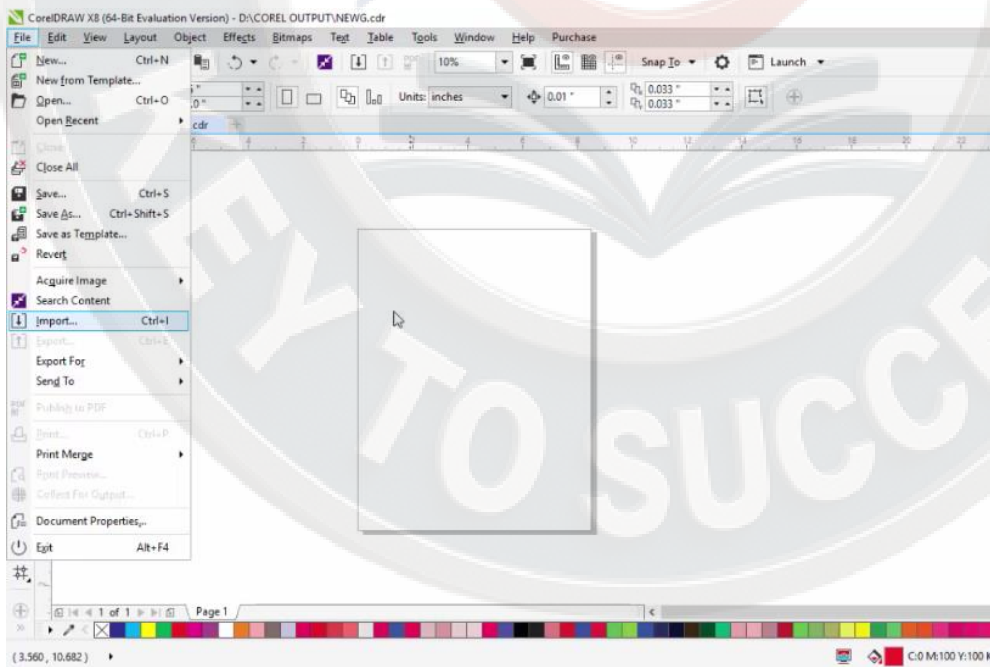 CorelDRAW X8 (64-Bit Evaluation Version) - D:\COREL OUTPUT\NEWG.cdr
File Edit View Layout Object Effects Bitmaps Text Table Tools Window Help Purchase
10% Snap To Launch
Units: inches 0.01 " 0.033 "
0.033 "
cdr
New... Ctrl+N
New from Template...
Open... Ctrl+O
Open Recent
Close
Close All
Save... Ctrl+S
Save As... Ctrl+Shift+S
Save as Template...
Revert
Acquire Image
Search Content
Import... Ctrl+I
Export... Ctrl+E
Export For
Send To
Publish to PDF
Print... Ctrl+P
Print Merge
Print Preview...
Collect For Output...
Document Properties...
Exit Alt+F4
KEY TO SUCC
1 of 1 Page 1
(3.560, 10.682) C:0 M:100 Y:100 K